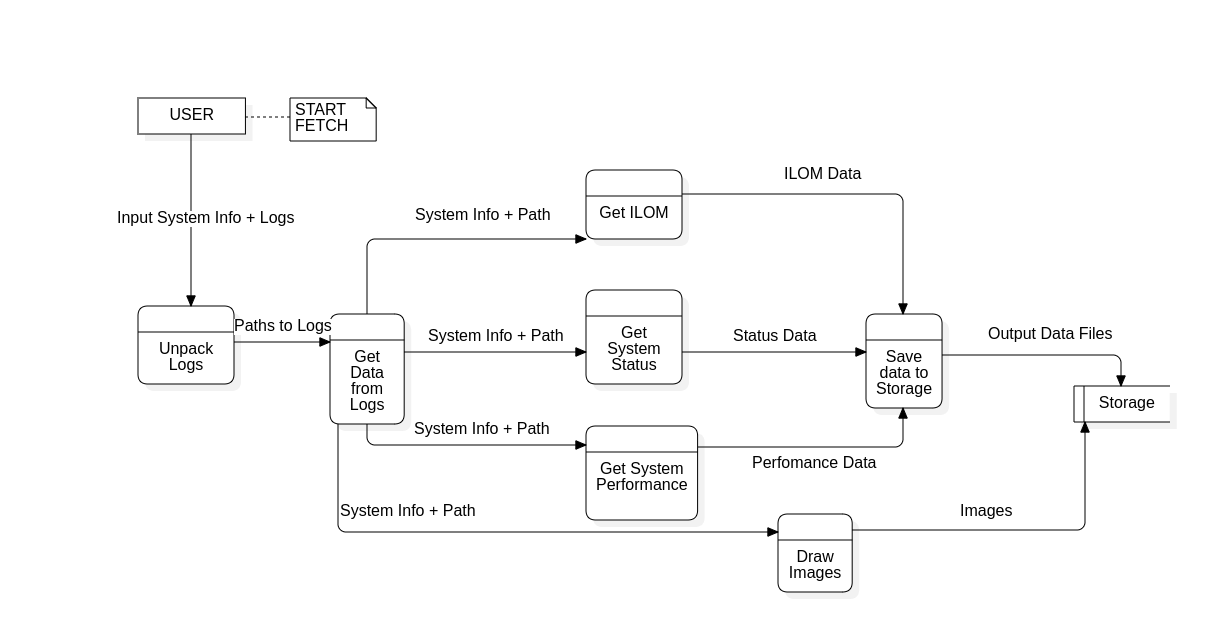 USER
START
FETCH
Input System Info + Logs
Unpack
Logs
Paths to Logs
Get
Data
from
Logs
System Info + Path
Get ILOM
ILOM Data
System Info + Path
Get
System
Status
Status Data
System Info + Path
Get System
Performance
Perfomance Data
Save
data to
Storage
Output Data Files
Storage
System Info + Path
Draw
Images
Images